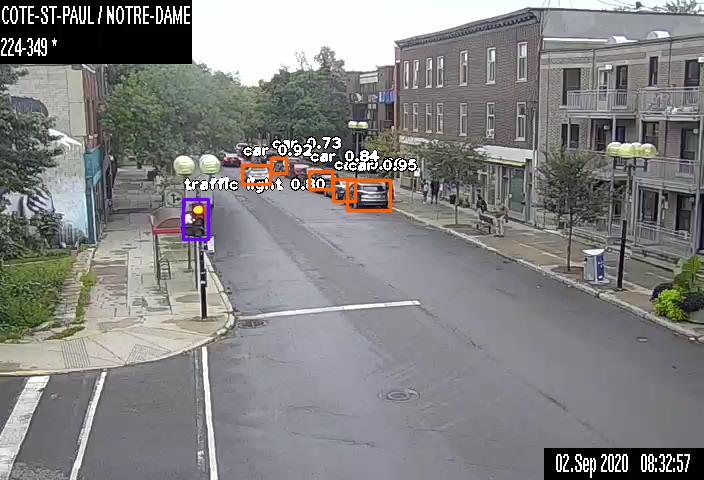 COTE-ST-PAUL / NOTRE-DAME
224-349 *
car 0.92
0.73
car 0.84
car 0.95
traffic light 0.80
02.Sep 2020 08:32:57